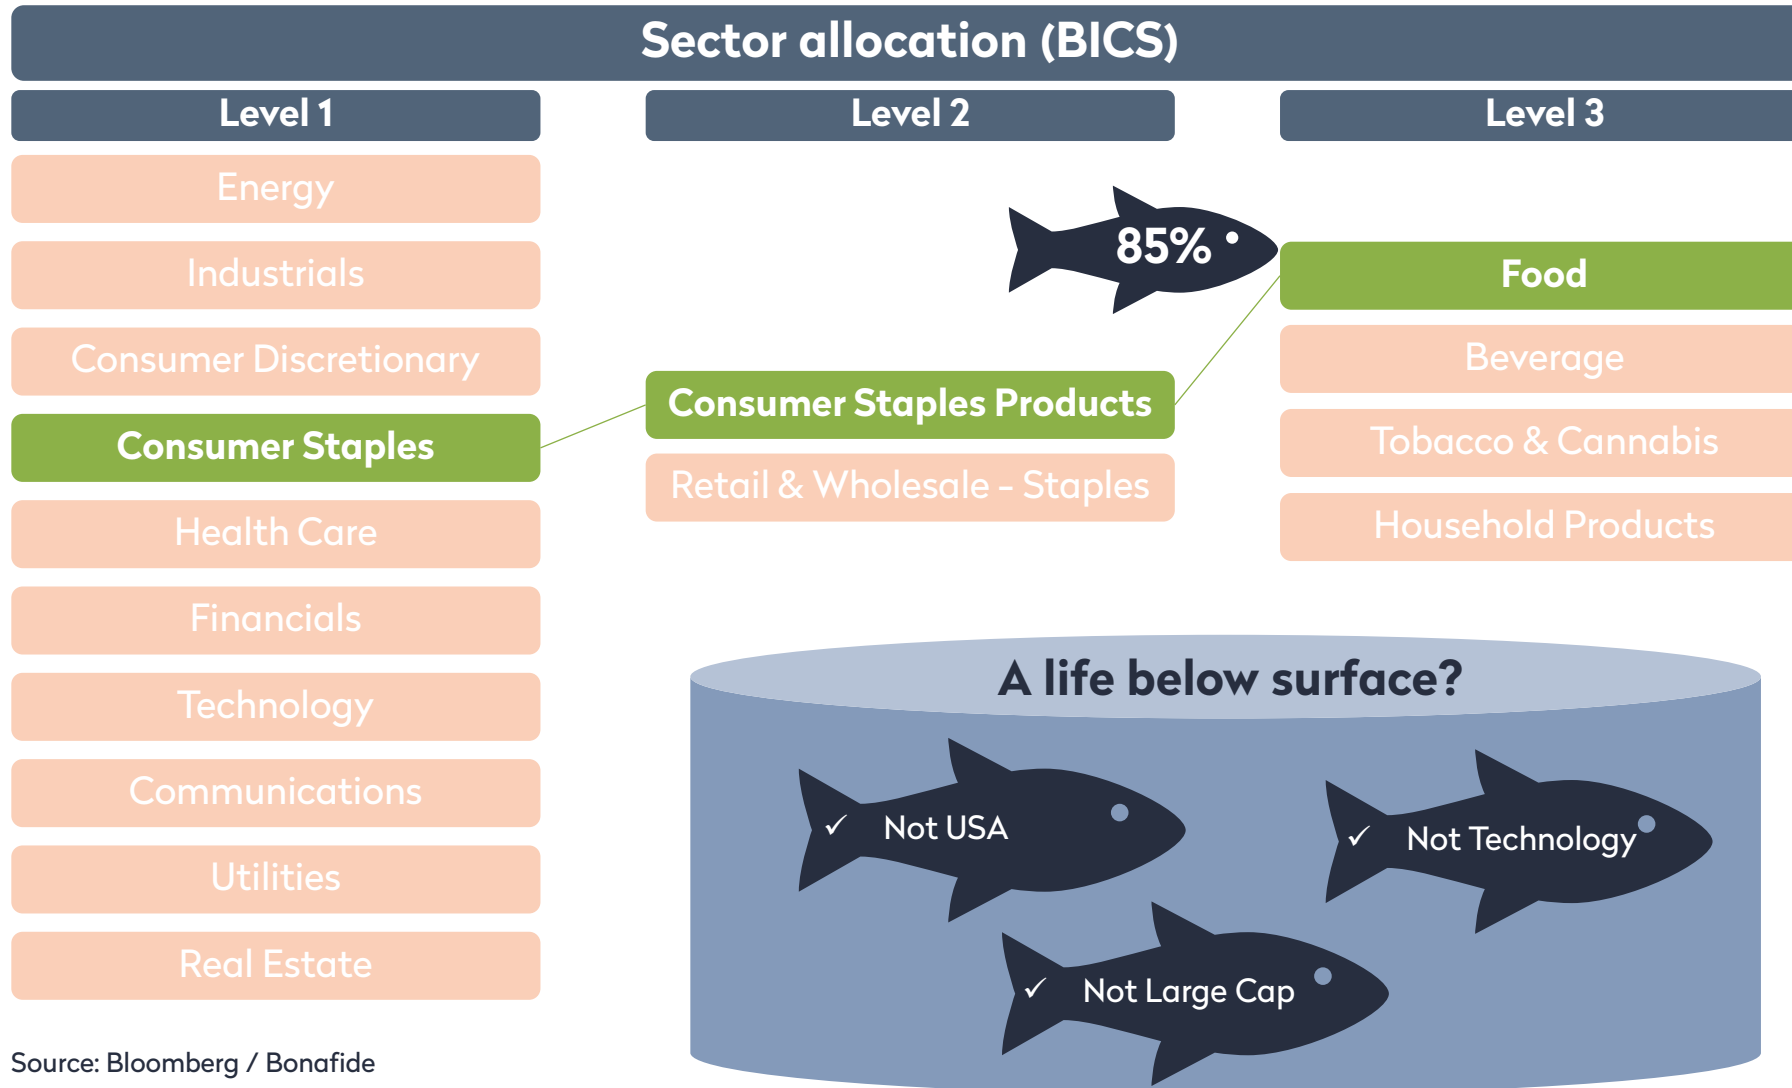 Sector allocation (BICS)
Level 1
Level 2
Level 3
Energy
Industrials
Consumer Discretionary
Consumer Staples
Health Care
Financials
Technology
Communications
Utilities
Real Estate
Consumer Staples Products
Retail & Wholesale - Staples
85%
Food
Beverage
Tobacco & Cannabis
Household Products
A life below surface?
✓ Not USA
✓ Not Technology
✓ Not Large Cap
Source: Bloomberg / Bonafide